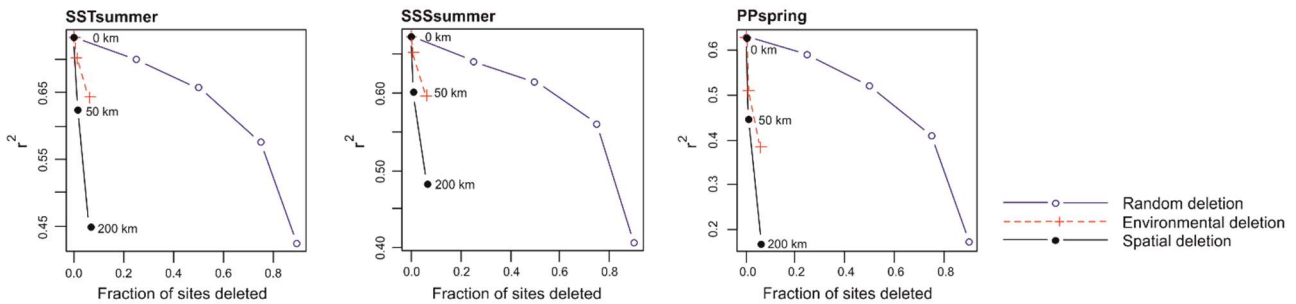 SSTsummer
0 km
50 km
200 km
0.65
0.55
0.45
r2
0.0 0.2 0.4 0.6 0.8
Fraction of sites deleted
SSSsummer
0 km
50 km
200 km
0.60
0.50
0.40
r2
0.0 0.2 0.4 0.6 0.8
Fraction of sites deleted
PPspring
0 km
50 km
200 km
0.6
0.5
0.4
0.3
0.2
r2
0.0 0.2 0.4 0.6 0.8
Fraction of sites deleted
Random deletion
Environmental deletion
Spatial deletion